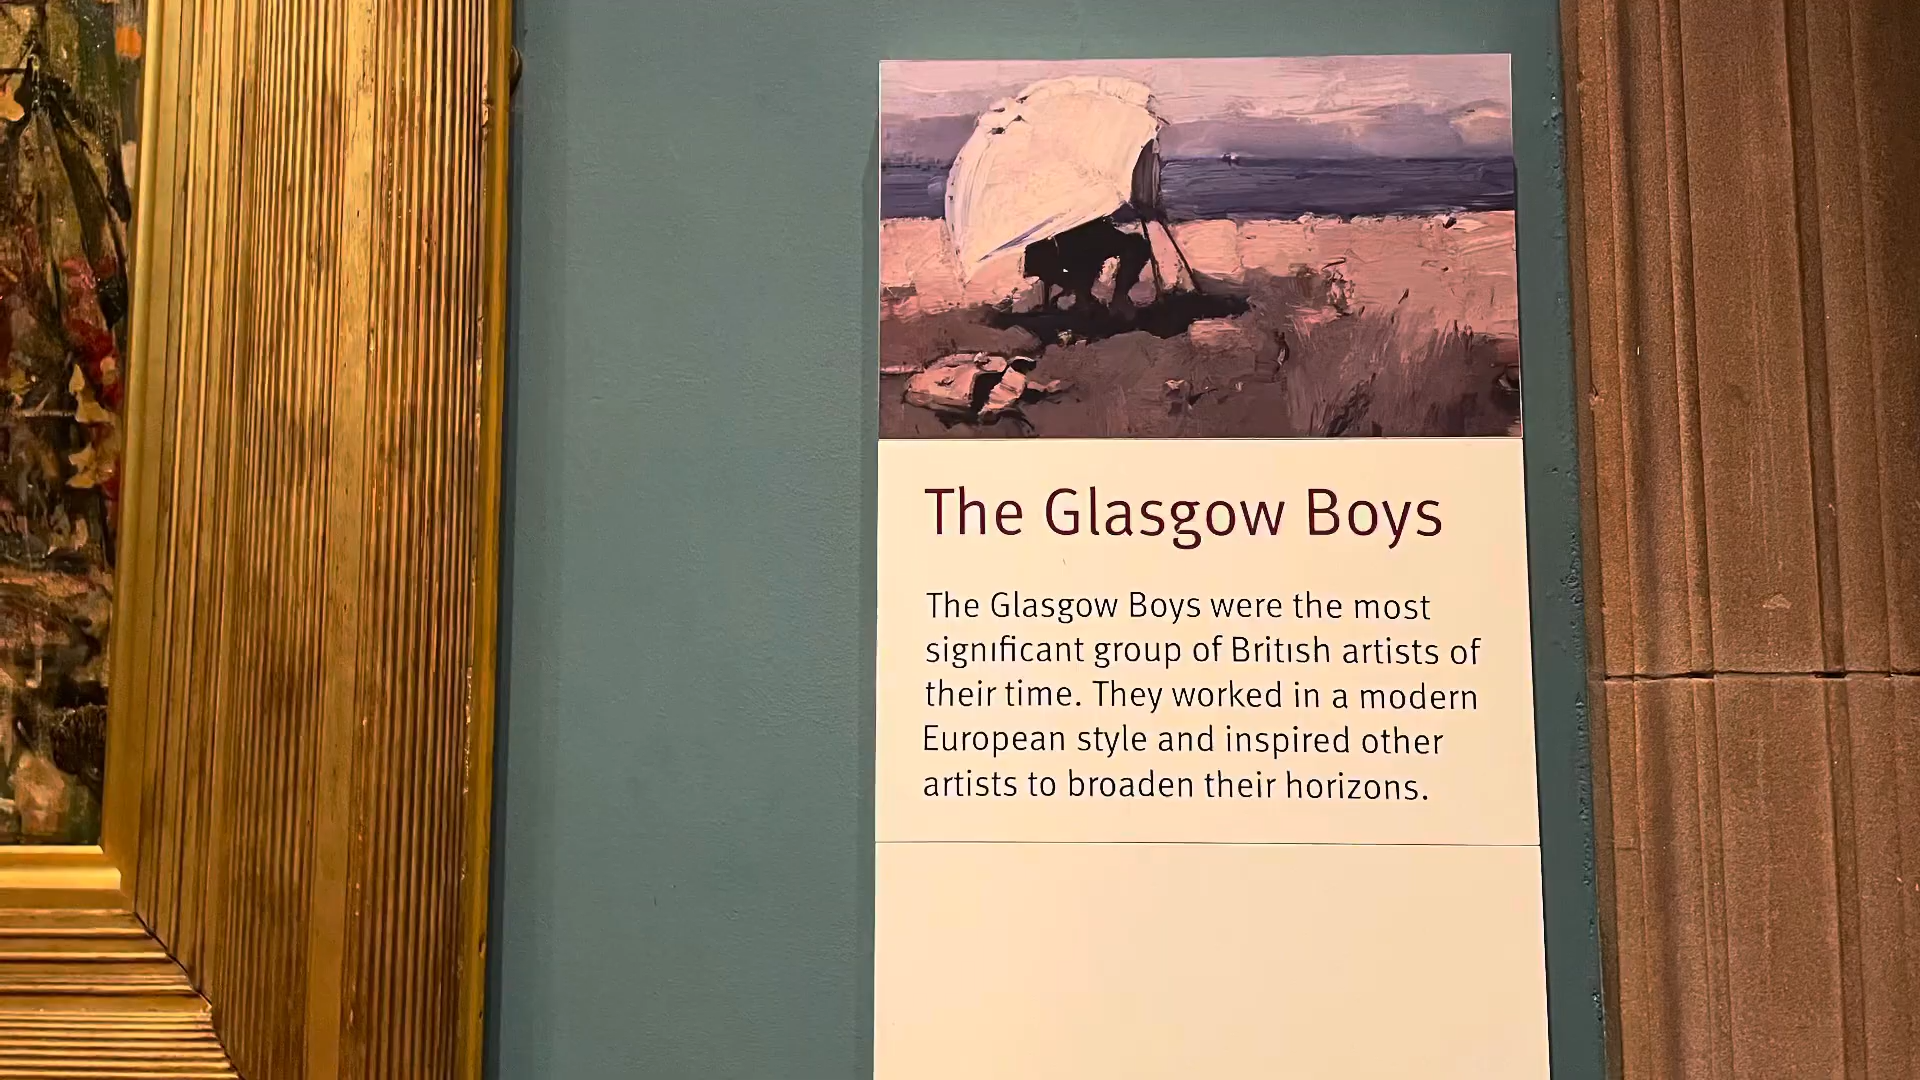 The Glasgow Boys
The Glasgow Boys were the most
significant group of British artists of
their time. They worked in a modern
European style and inspired other
artists to broaden their horizons.